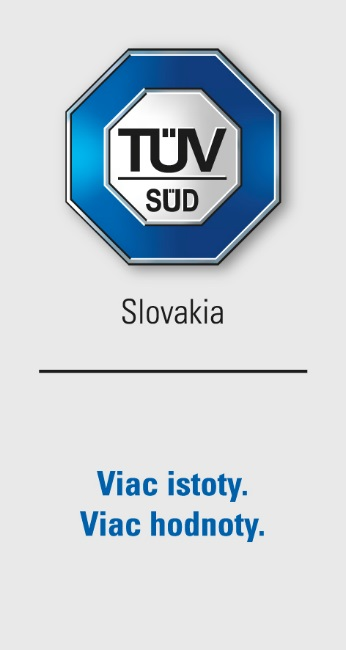 TÜV
SÜD
Slovakia
Viac istoty.
Viac hodnoty.